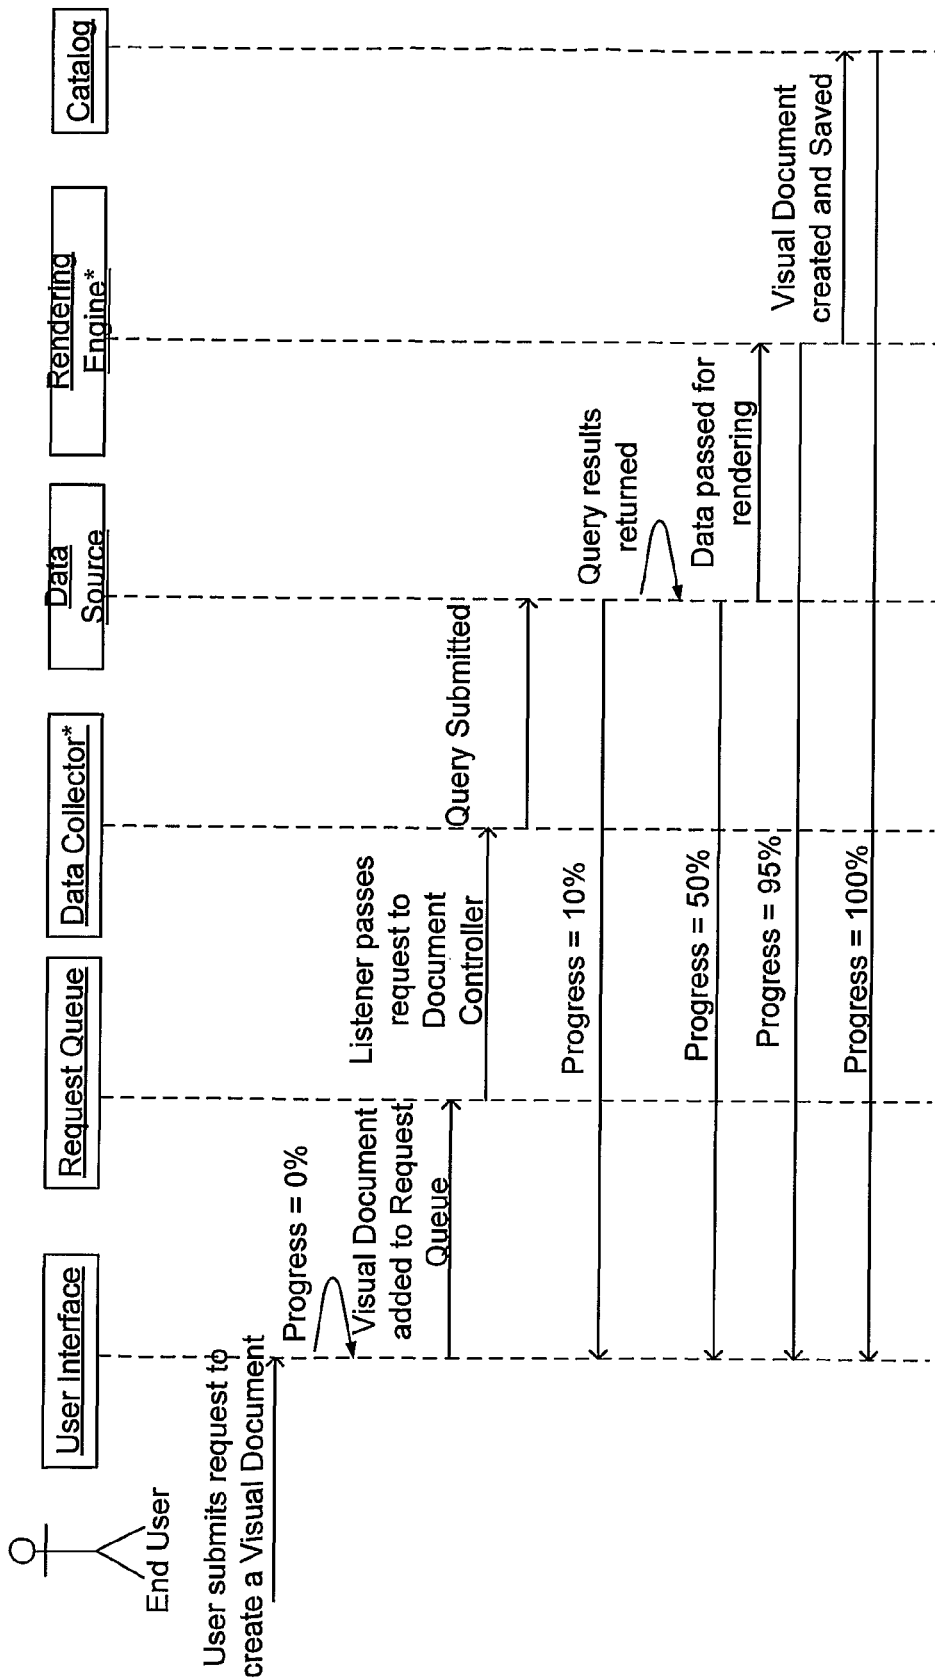 End User
User Interface
Request Queue
Data Collector*
Data
Source
Rendering
Engine*
Catalog
User submits request to
create a Visual Document
Progress = 0%
Visual Document
added to Request
Queue
Listener passes
request to
Document
Controller
Query Submitted
Query results
returned
Progress = 10%
Data passed for
rendering
Progress = 50%
Progress = 95%
Visual Document
created and Saved
Progress = 100%